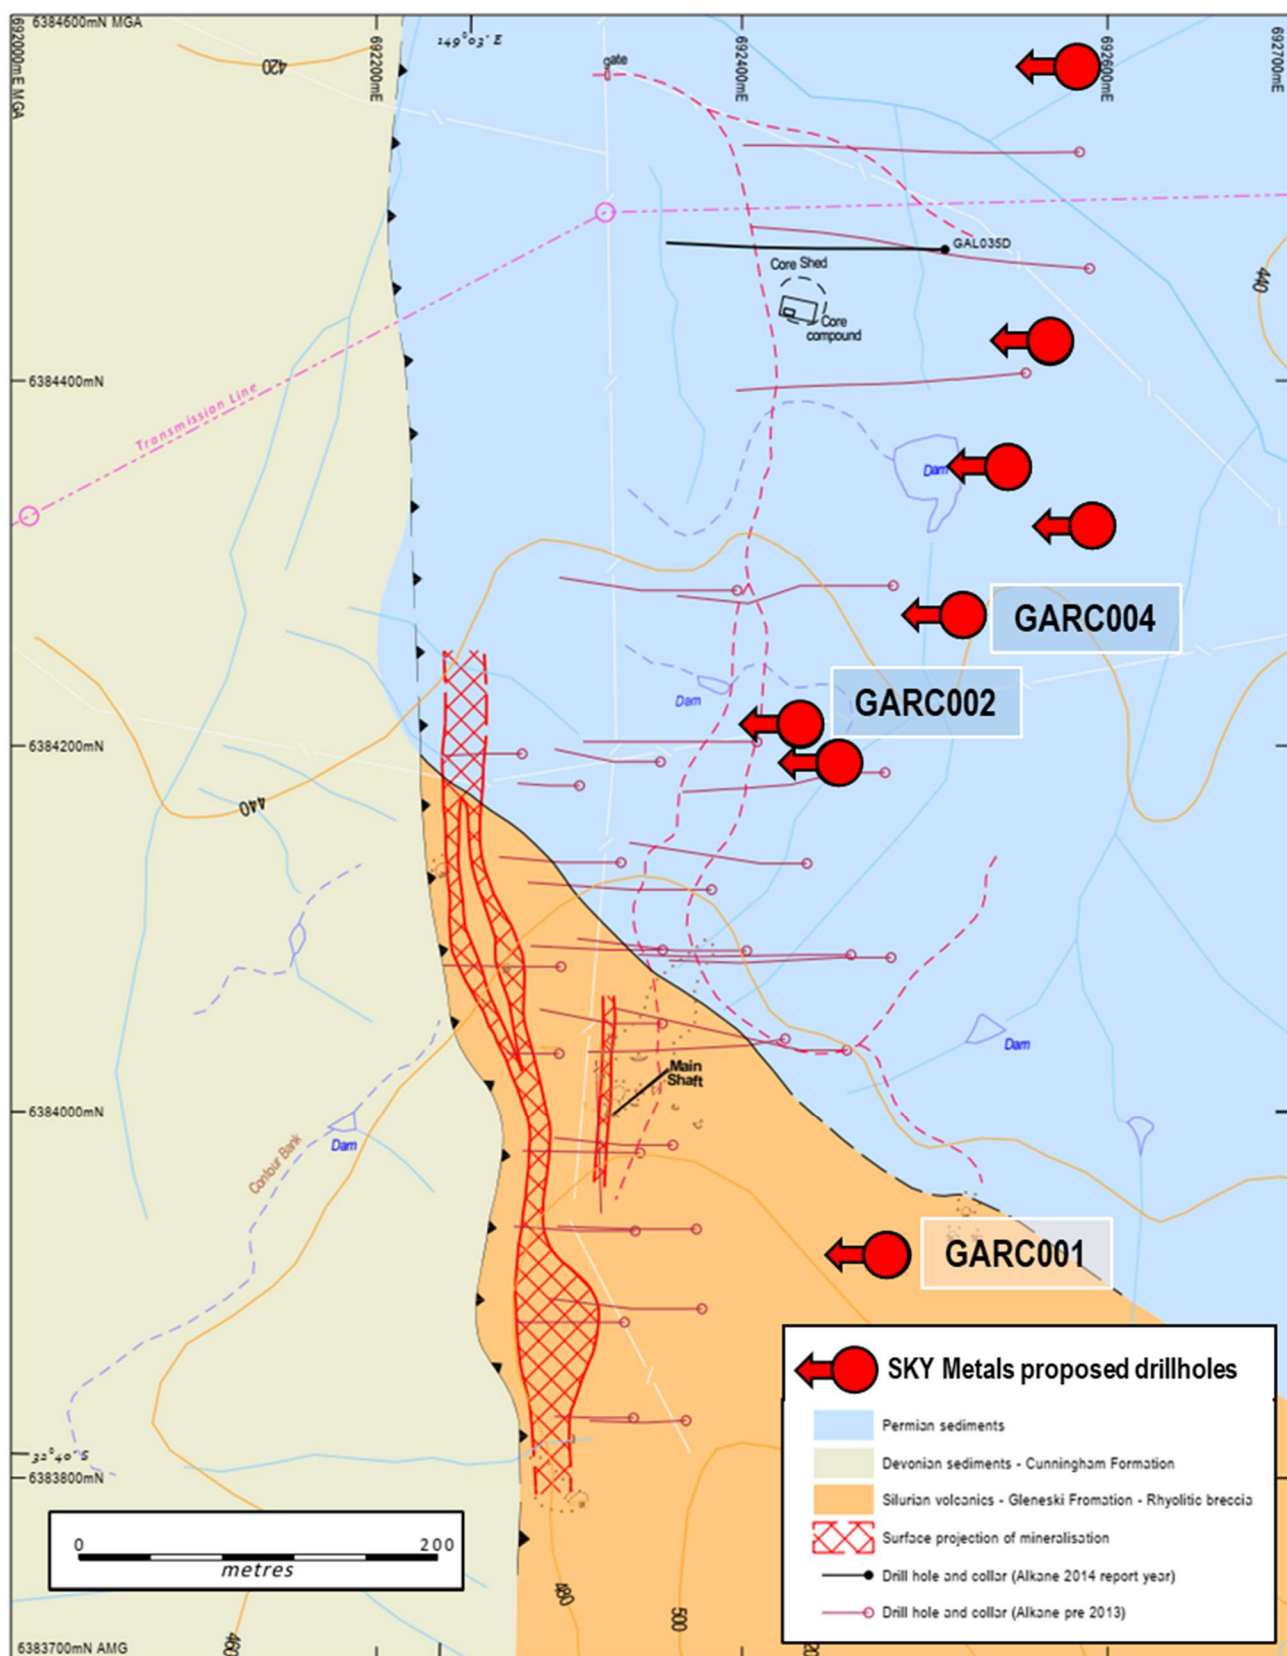 6384600mN MGA
692000mE MGA
692200mE
149°03' E
692400mE
692600mE
692700mE
420
gate
GAL035D
Core Shed
Core
compound
440
6384400mN
Transmission Line
Dam
GARC004
Dam
GARC002
6384200mN
440
Dam
Main
Shaft
6384000mN
Contour Bank
Dam
GARC001
SKY Metals proposed drillholes
Permian sediments
32°40' S
Devonian sediments - Cunningham Formation
6383800mN
Silurian volcanics - Gleneski Fromation - Rhyolitic breccia
Surface projection of mineralisation
0 200
metres
Drill hole and collar (Alkane 2014 report year)
480
Drill hole and collar (Alkane pre 2013)
500
6383700mN AMG
460